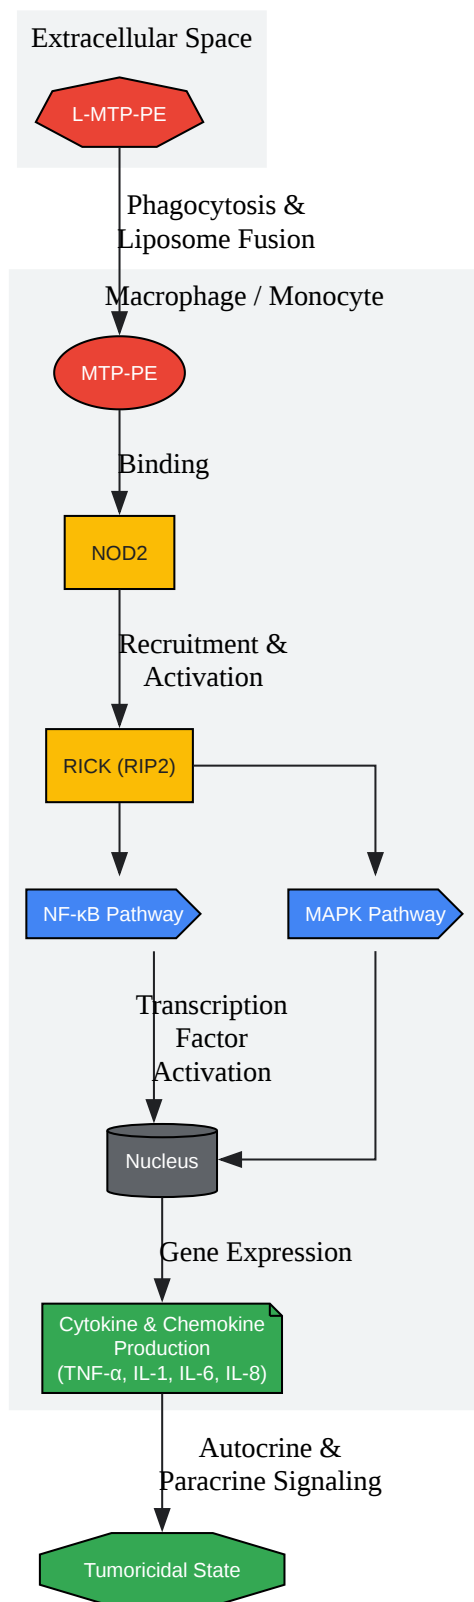 Extracellular Space
L-MTP-PE
Phagocytosis &
Liposome Fusion
Macrophage / Monocyte
MTP-PE
Binding
NOD2
Recruitment &
Activation
RICK (RIP2)
NF-κB Pathway
MAPK Pathway
Transcription
Factor
Activation
Nucleus
Gene Expression
Cytokine & Chemokine
Production
(TNF-α, IL-1, IL-6, IL-8)
Autocrine &
Paracrine Signaling
Tumoricidal State